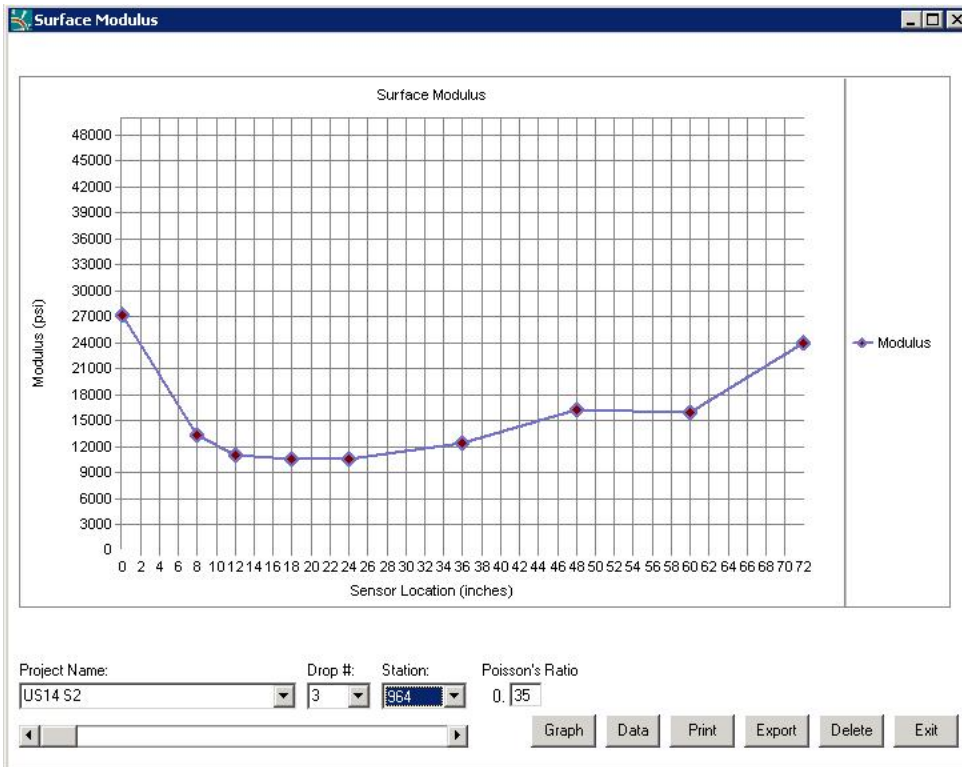 Surface Modulus
Surface Modulus
48000
45000
42000
39000
36000
33000
30000
27000
24000
21000
18000
15000
12000
9000
6000
3000
0
Modulus (psi)
0 2 4 6 8 10 12 14 16 18 20 22 24 26 28 30 32 34 36 38 40 42 44 46 48 50 52 54 56 58 60 62 64 66 68 70 72
Sensor Location (inches)
Modulus
Project Name: Drop #: Station: Poisson's Ratio
US14 S2 3 964 0. 35
Graph Data Print Export Delete Exit